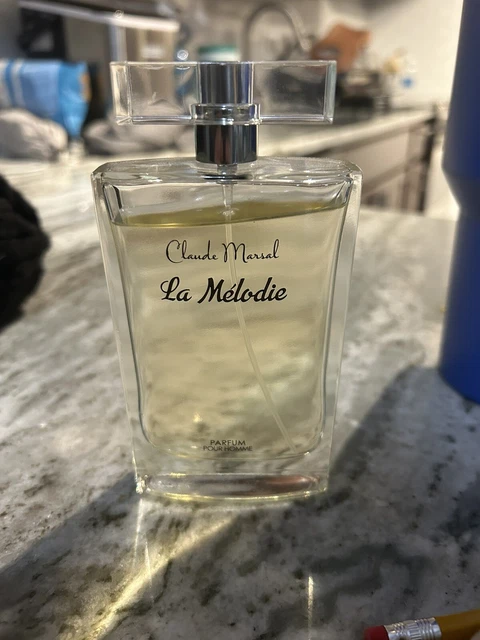 Claude Marsal
La Mélodie
PARFUM
POUR HOMME